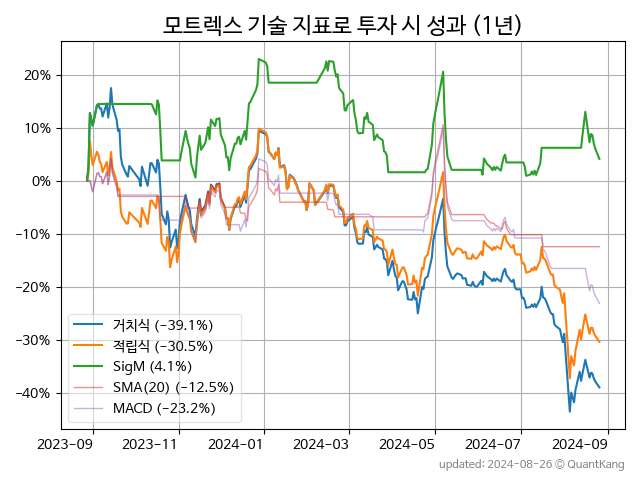 모트렉스 기술 지표로 투자 시 성과 (1년)
20%
10%
0%
−10%
−20%
−30%
−40%
거치식 (−39.1%)
적립식 (−30.5%)
SigM (4.1%)
SMA(20) (−12.5%)
MACD (−23.2%)
2023-09 2023-11 2024-01 2024-03 2024-05 2024-07 2024-09
updated: 2024-08-26 © QuantKang